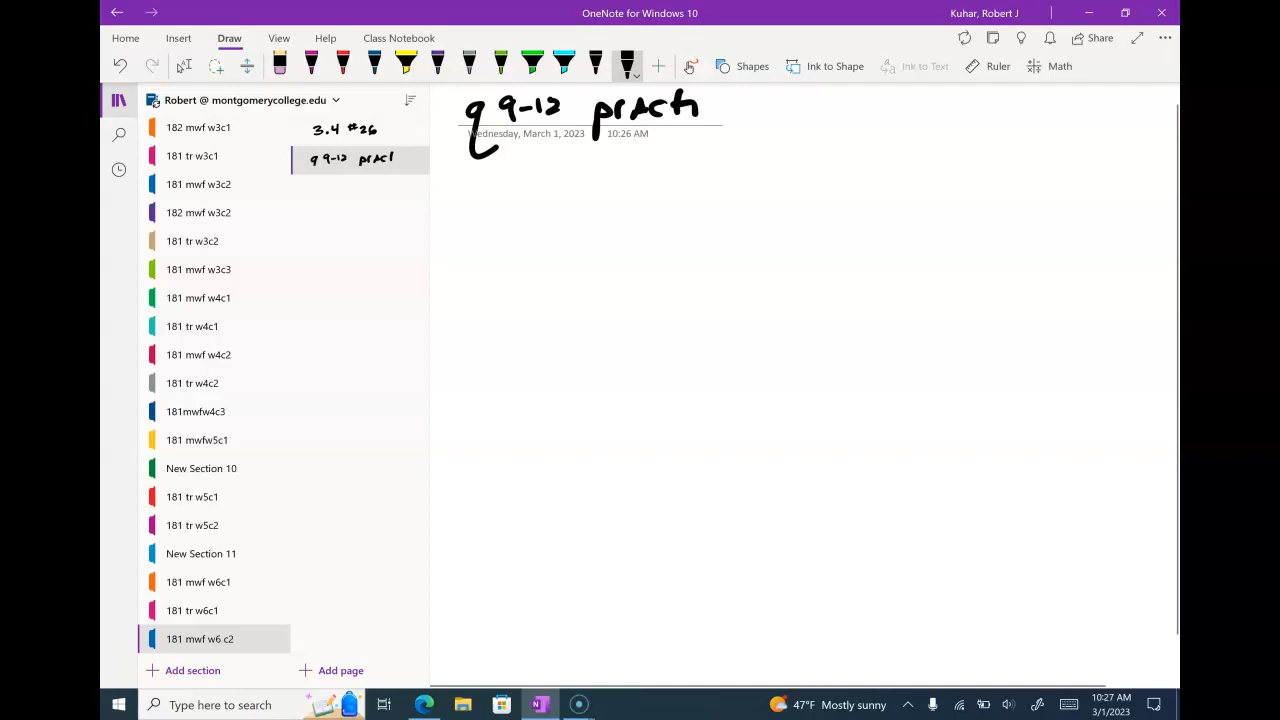 OneNote for Windows 10
Kuhar, Robert J
Home Insert Draw View Help Class Notebook
Share
Shapes Ink to Shape Ink to Text Ruler Math
Robert @ montgomerycollege.edu
182 mwf w3c1
181 tr w3c1
181 mwf w3c2
182 mwf w3c2
181 tr w3c2
181 mwf w3c3
181 mwf w4c1
181 tr w4c1
181 mwf w4c2
181 tr w4c2
181mwfw4c3
181 mwfw5c1
New Section 10
181 tr w5c1
181 tr w5c2
New Section 11
181 mwf w6c1
181 tr w6c1
181 mwf w6 c2
Add section
3.4 #26
q 9-12 pract
Add page
q 9-12 practi
Wednesday, March 1, 2023 10:26 AM
Type here to search
47°F Mostly sunny
10:27 AM
3/1/2023